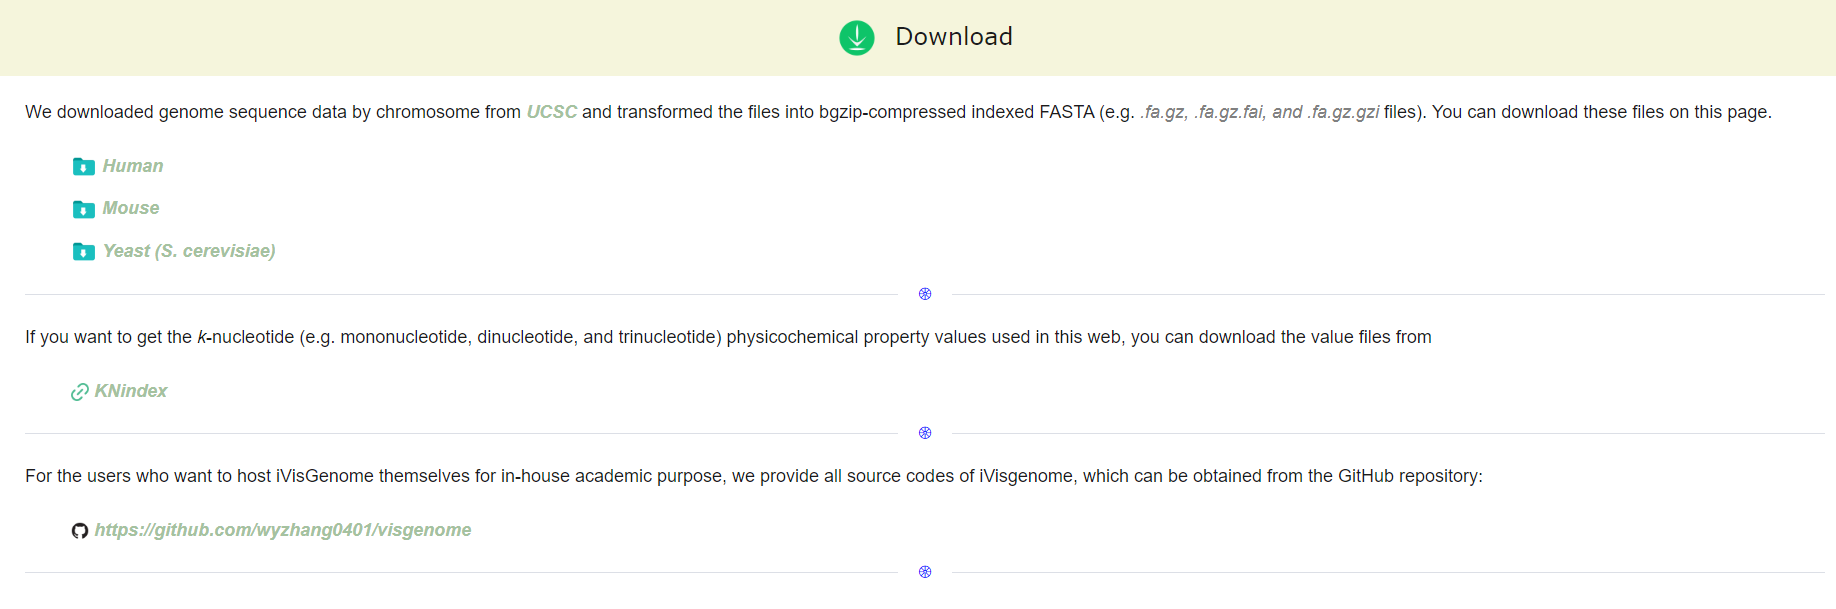 Download
We downloaded genome sequence data by chromosome from UCSC and transformed the files into bgzip-compressed indexed FASTA (e.g. .fa.gz, .fa.gz.fai, and .fa.gz.gzi files). You can download these files on this page.
Human
Mouse
Yeast (S. cerevisiae)
If you want to get the k-nucleotide (e.g. mononucleotide, dinucleotide, and trinucleotide) physicochemical property values used in this web, you can download the value files from
KNindex
For the users who want to host iVisGenome themselves for in-house academic purpose, we provide all source codes of iVisgenome, which can be obtained from the GitHub repository:
https://github.com/wyzhang0401/visgenome